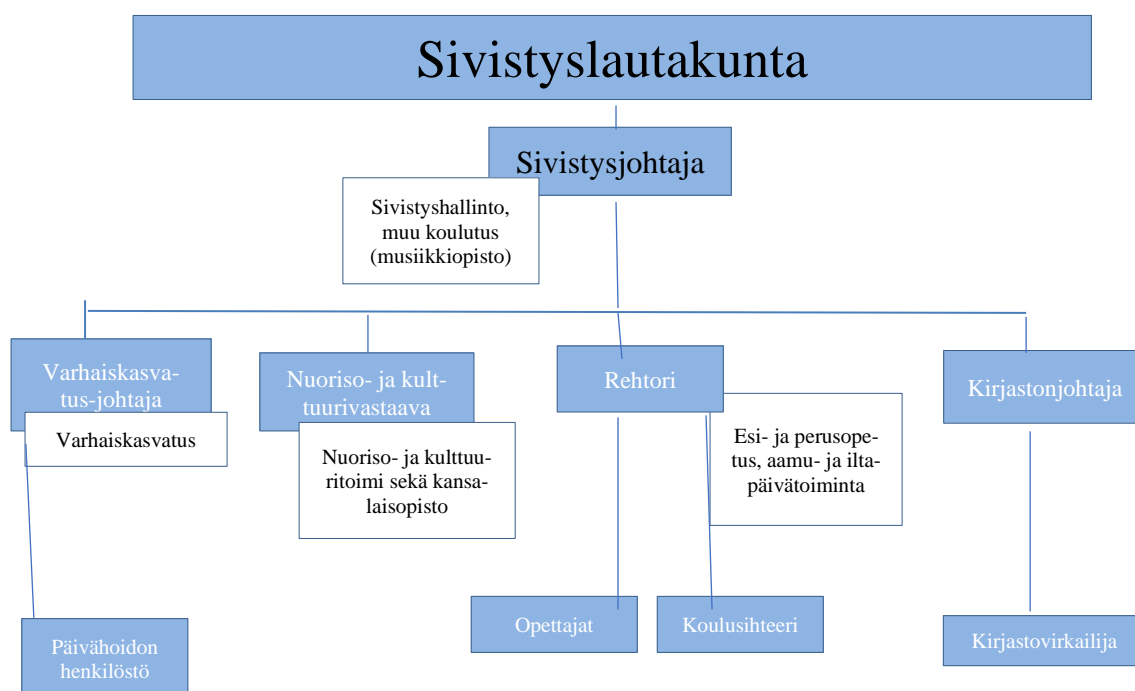 Sivistyslautakunta
Sivistysjohtaja
Sivistyshallinto,
muu koulutus
(musiikkiopisto)
Varhaiskasva-
tus-johtaja
Varhaiskasvatus
Nuoriso- ja kult-
tuurivastaava
Nuoriso- ja kulttuu-
ritoimi sekä kansa-
laisopisto
Rehtori
Esi- ja perusope-
tus, aamu- ja ilta-
päivätoiminta
Kirjastonjohtaja
Päivähoidon
henkilöstö
Opettajat
Koulusihteeri
Kirjastovirkailija